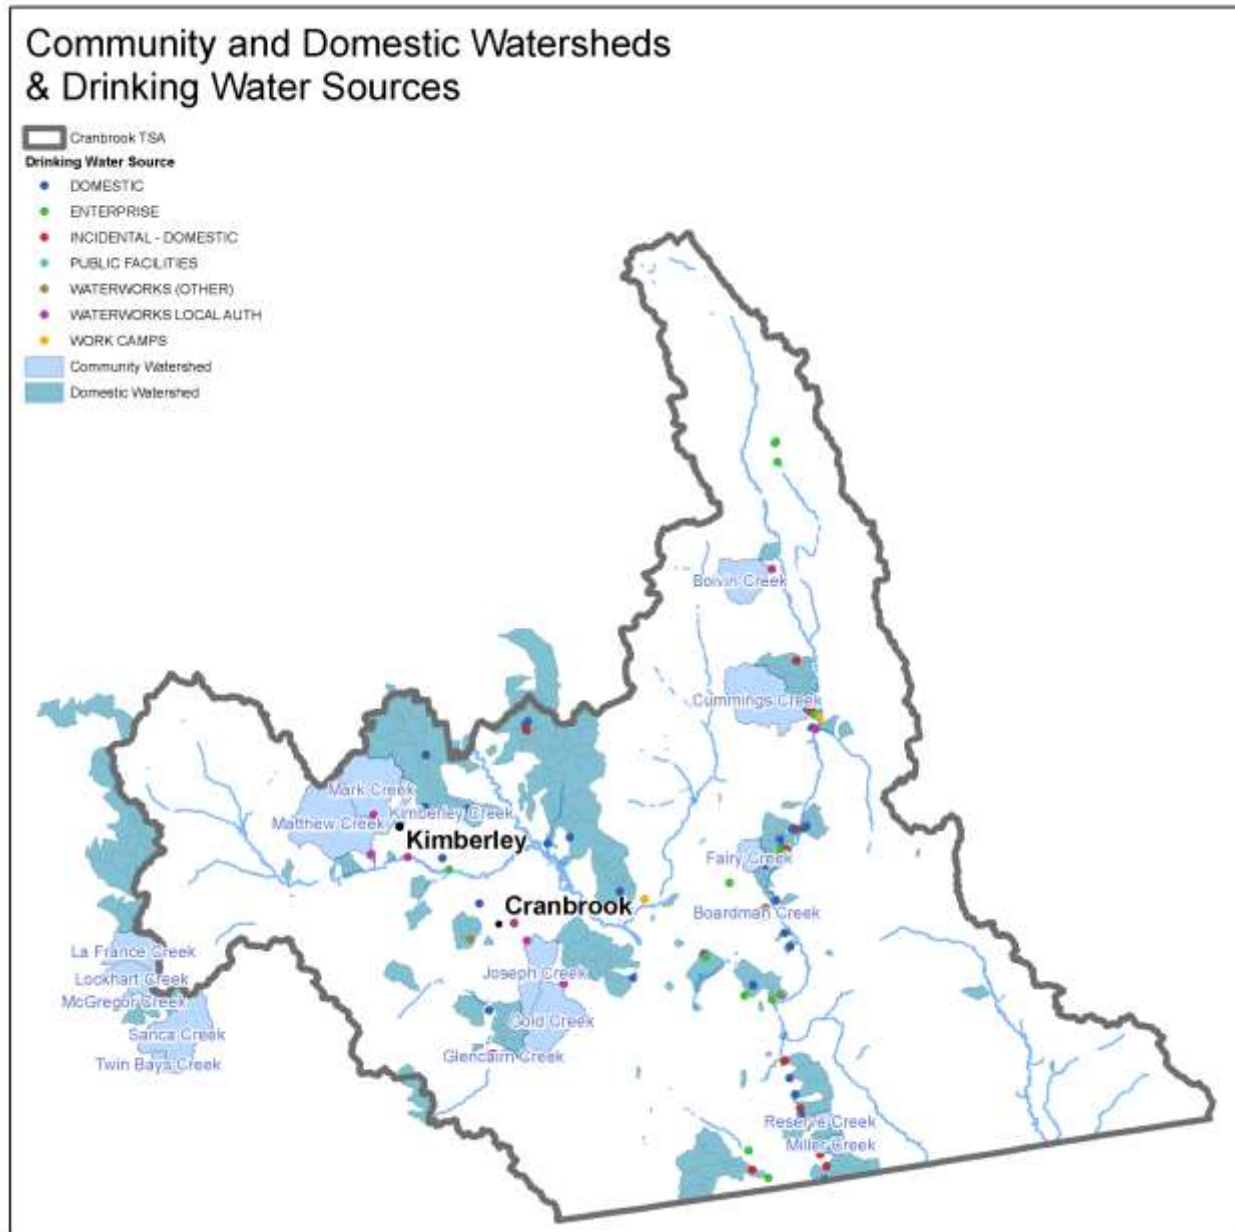 Community and Domestic Watersheds
& Drinking Water Sources
Cranbrook TSA
Drinking Water Source
DOMESTIC
ENTERPRISE
INCIDENTAL - DOMESTIC
PUBLIC FACILITIES
WATERWORKS (OTHER)
WATERWORKS LOCAL AUTH
WORK CAMPS
Community Watershed
Domestic Watershed
Boivin Creek
Cummings Creek
Mark Creek
Kimberley Creek
Matthew Creek
Kimberley
Fairy Creek
Cranbrook
Boardman Creek
La France Creek
Lockhart Creek
Joseph Creek
McGregor Creek
Gold Creek
Sanca Creek
Glencairn Creek
Twin Bays Creek
Reserve Creek
Miller Creek